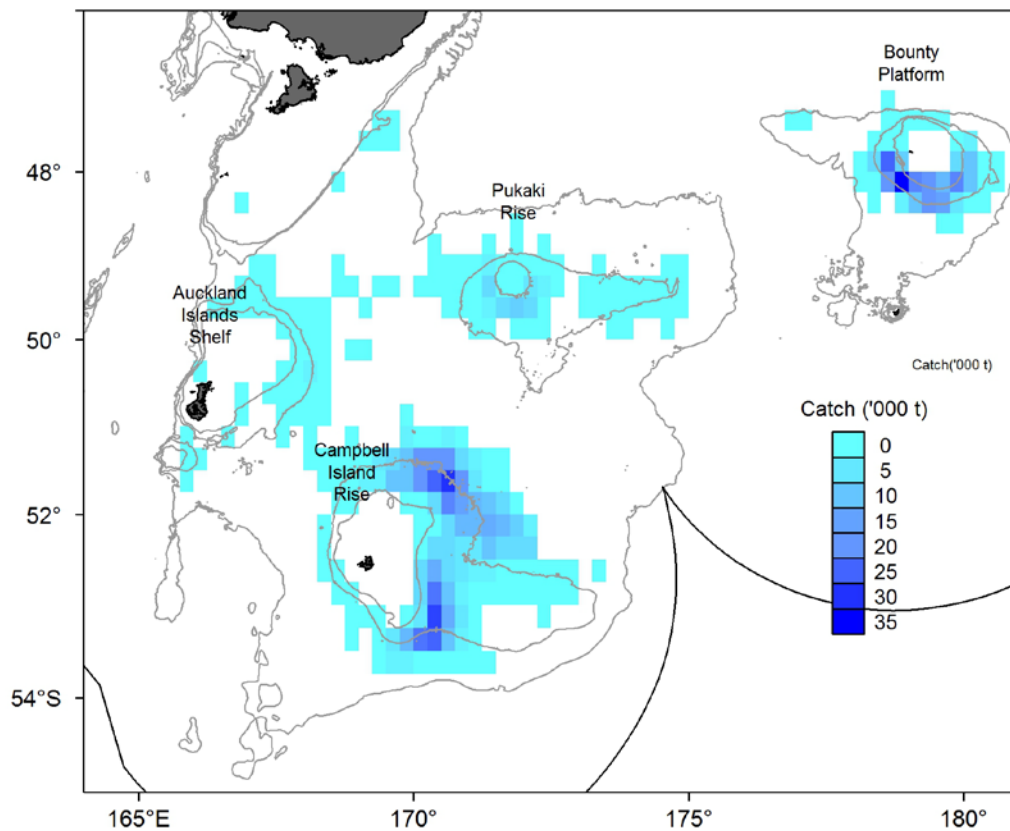 Bounty
Platform
48°
Pukaki
Rise
Auckland
Islands
Shelf
50°
Catch('000 t)
Catch ('000 t)
0
5
10
15
20
25
30
35
Campbell
Island
Rise
52°
54°S
165°E
170°
175°
180°